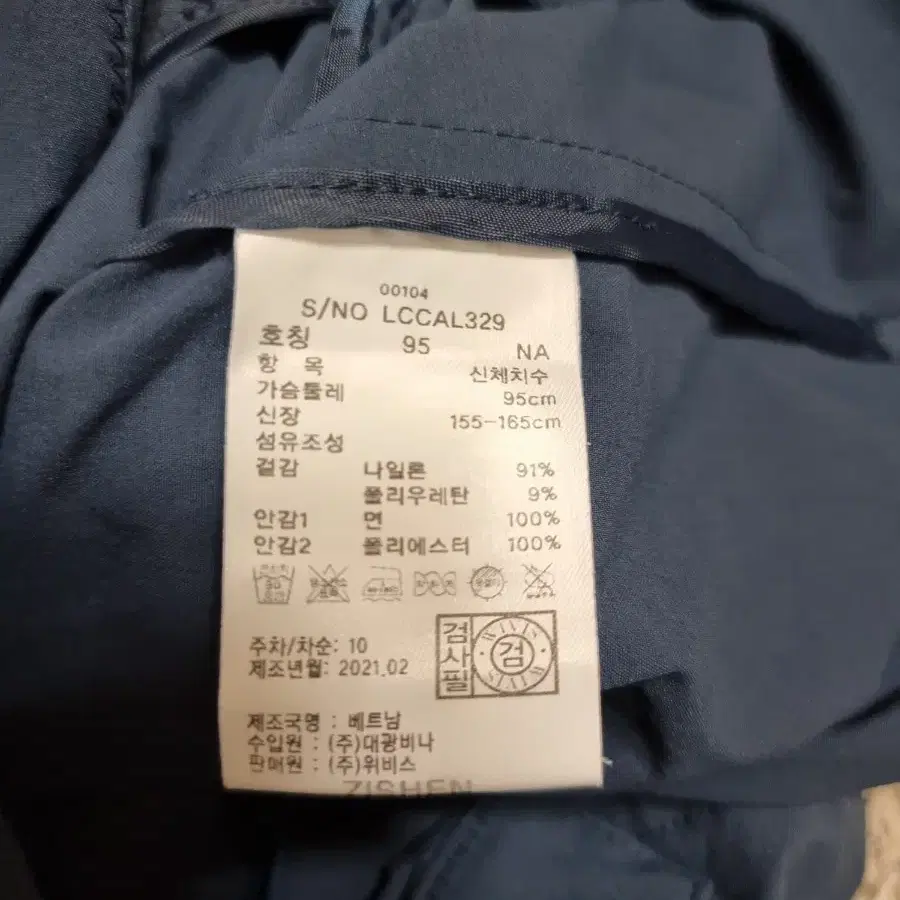 00104
S/NO LCCAL329
호칭 95 NA
항 목 신체치수
가슴둘레 95cm
신장 155-165cm
섬유조성
겉감 나일론 91%
폴리우레탄 9%
안감1 면 100%
안감2 폴리에스터 100%
검사필 검
주차/차순: 10
제조년월: 2021.02
제조국명 : 베트남
수입원 : (주)대광비나
판매원 : (주)위비스
ZISHEN